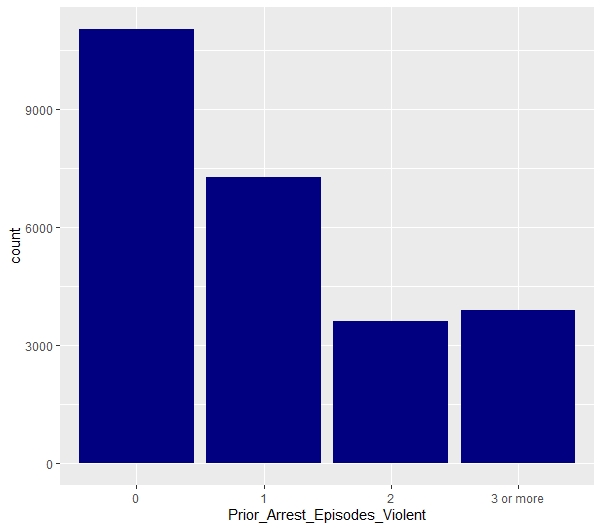 count
9000
6000
3000
0
0 1 2 3 or more
Prior_Arrest_Episodes_Violent